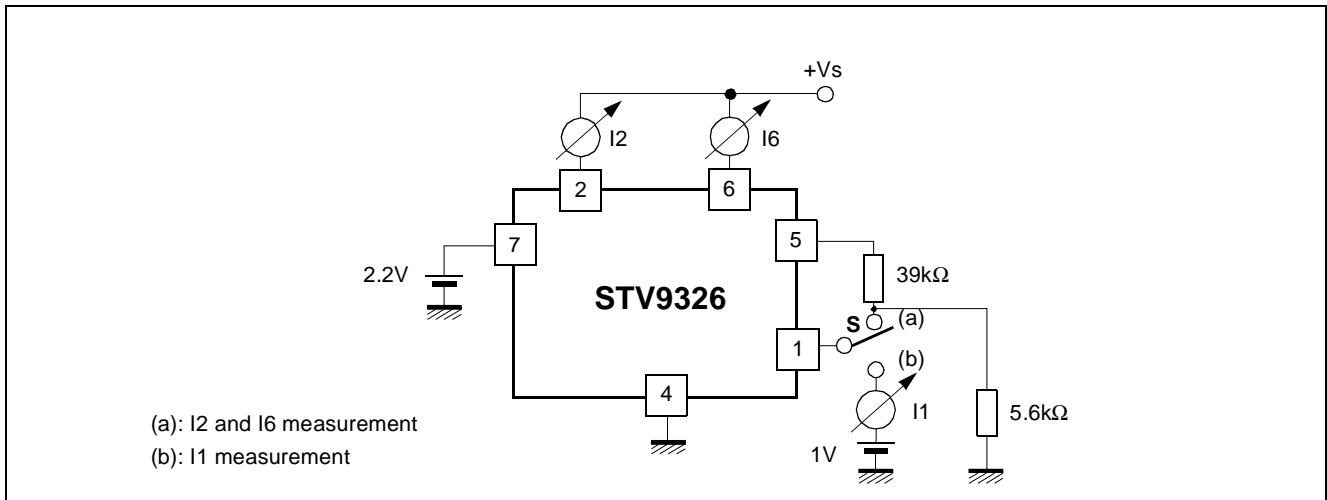 +Vs
I2
I6
2
6
7
5
2.2V
39kΩ
STV9326
S
(a)
1
(b)
4
I1
5.6kΩ
(a): I2 and I6 measurement
(b): I1 measurement
1V